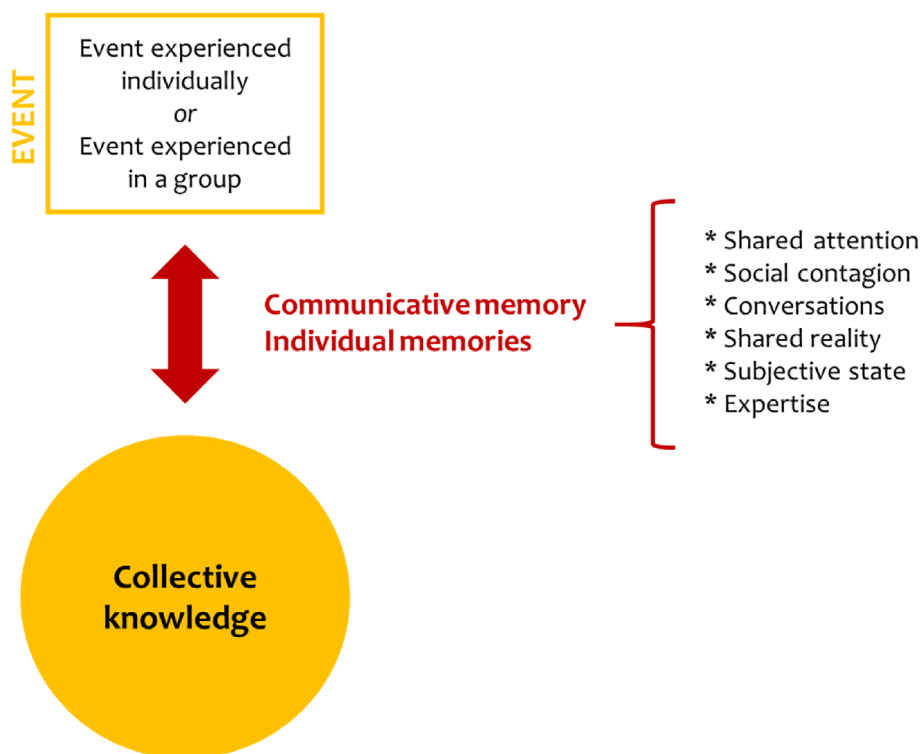 EVENT
Event experienced
individually
or
Event experienced
in a group
Communicative memory
Individual memories
* Shared attention
* Social contagion
* Conversations
* Shared reality
* Subjective state
* Expertise
Collective
knowledge